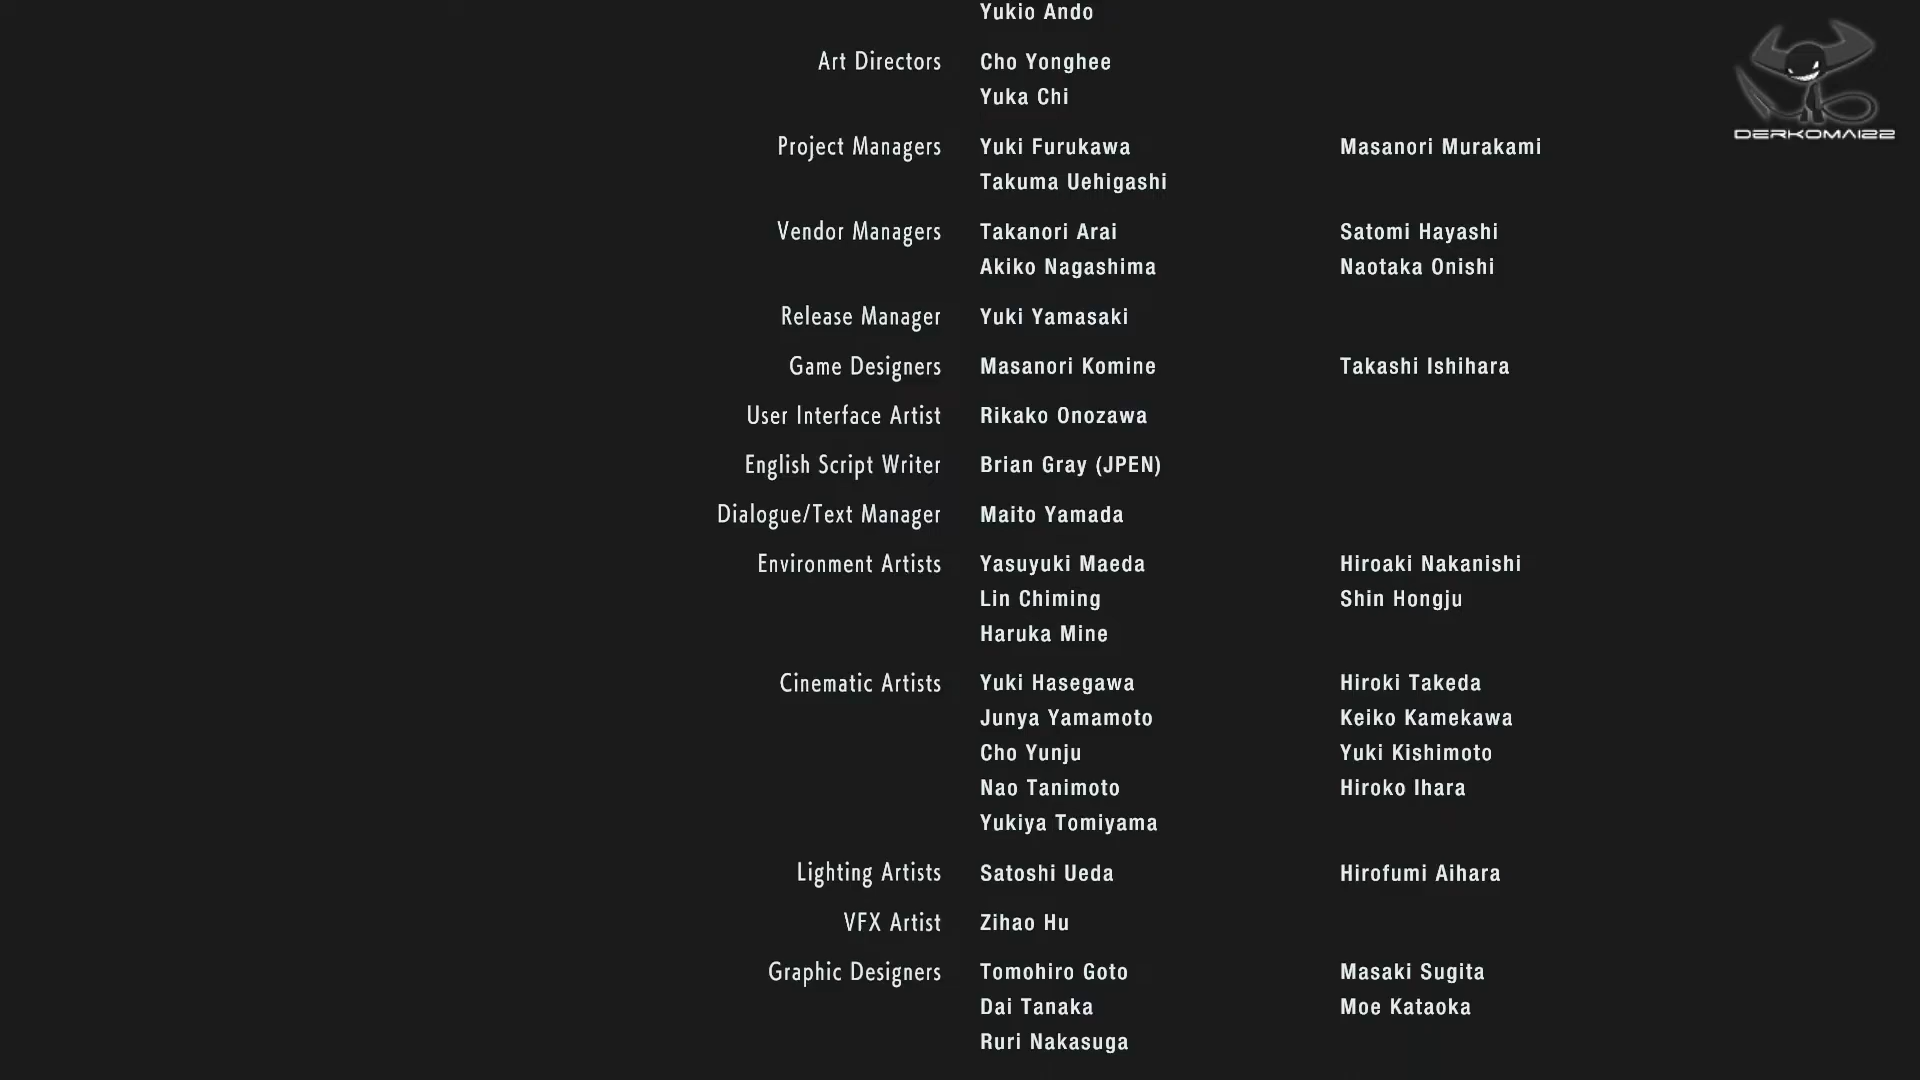 Yukio Ando
Art Directors Cho Yonghee
Yuka Chi
Project Managers Yuki Furukawa Masanori Murakami
Takuma Uehigashi
Vendor Managers Takanori Arai Satomi Hayashi
Akiko Nagashima Naotaka Onishi
Release Manager Yuki Yamasaki
Game Designers Masanori Komine Takashi Ishihara
User Interface Artist Rikako Onozawa
English Script Writer Brian Gray (JPEN)
Dialogue/Text Manager Maito Yamada
Environment Artists Yasuyuki Maeda Hiroaki Nakanishi
Lin Chiming Shin Hongju
Haruka Mine
Cinematic Artists Yuki Hasegawa Hiroki Takeda
Junya Yamamoto Keiko Kamekawa
Cho Yunju Yuki Kishimoto
Nao Tanimoto Hiroko Ihara
Yukiya Tomiyama
Lighting Artists Satoshi Ueda Hirofumi Aihara
VFX Artist Zihao Hu
Graphic Designers Tomohiro Goto Masaki Sugita
Dai Tanaka Moe Kataoka
Ruri Nakasuga
DERKOMAI22